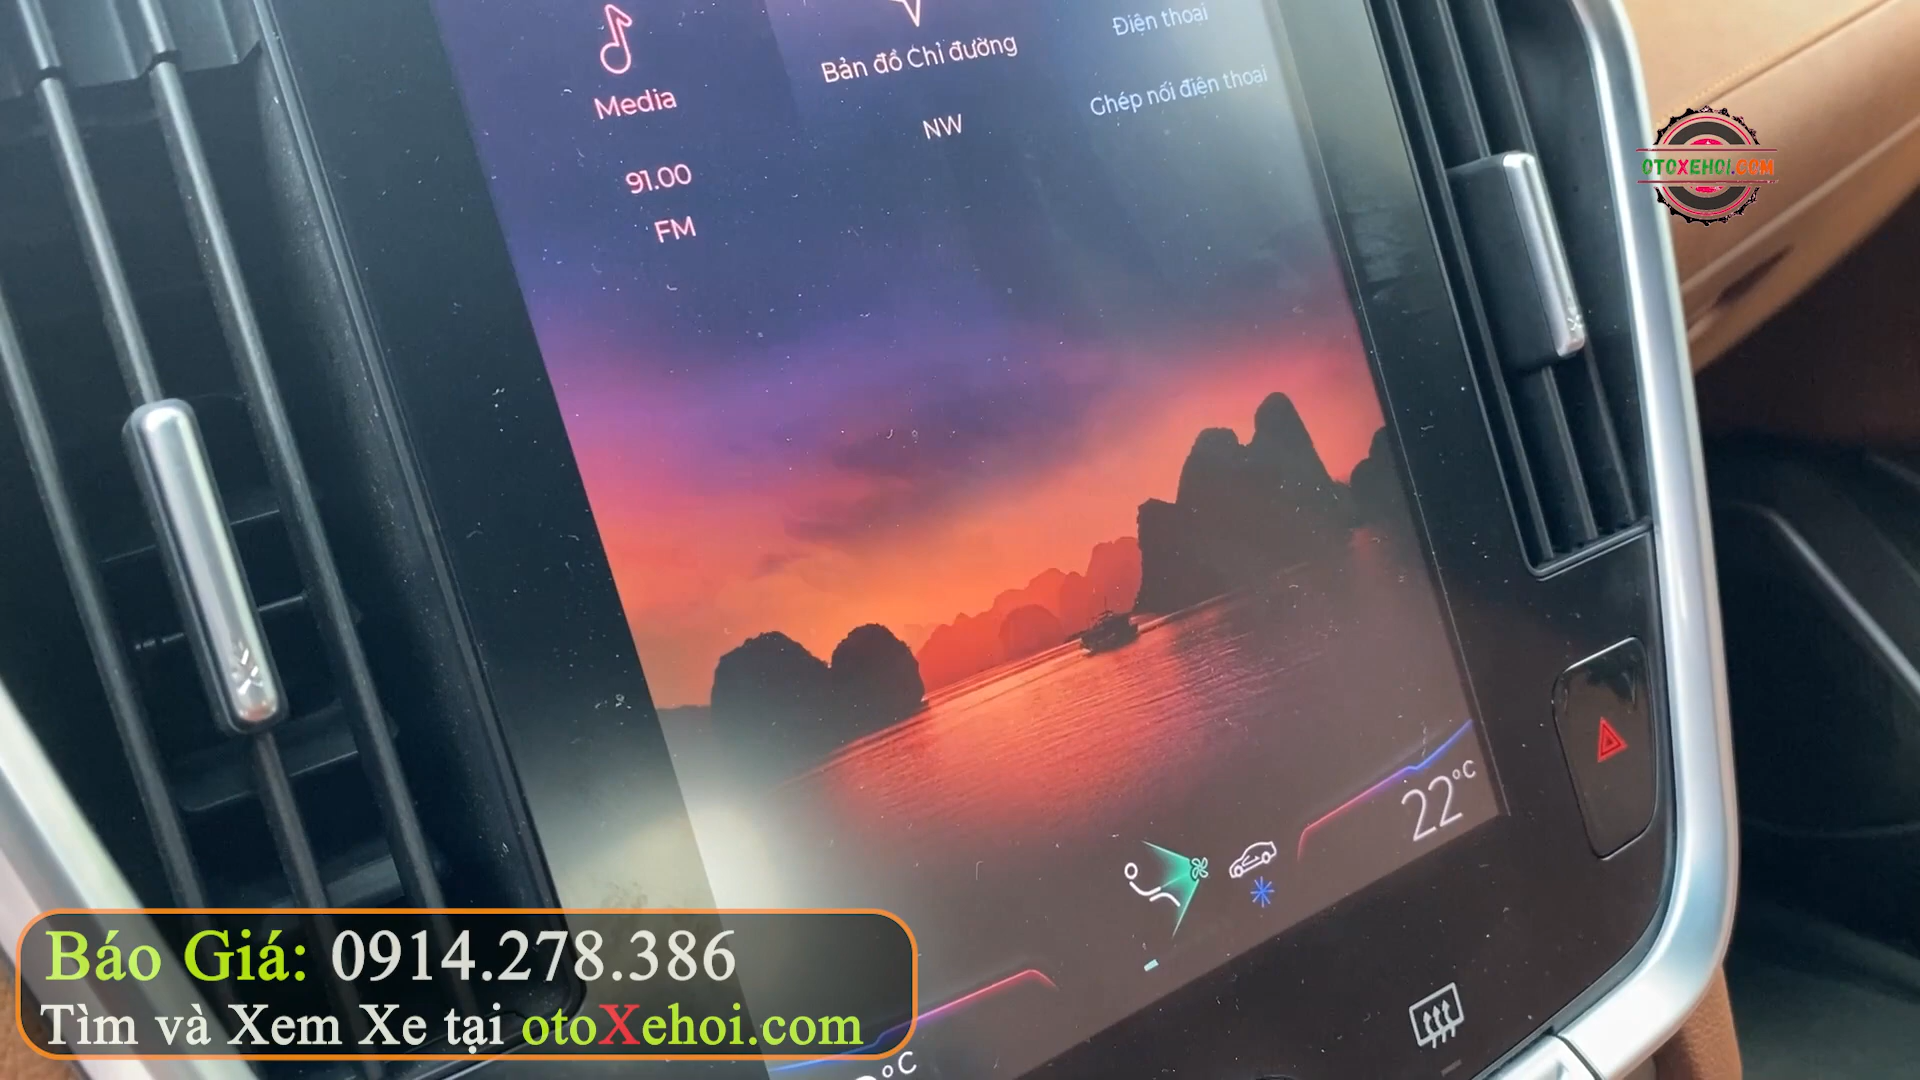 Điện thoại
Bản đồ Chỉ đường
Media
Ghép nối điện thoại
NW
91.00
FM
OTOXEHOI.COM
22°C
°C
Báo Giá: 0914.278.386
Tìm và Xem Xe tại otoXehoi.com